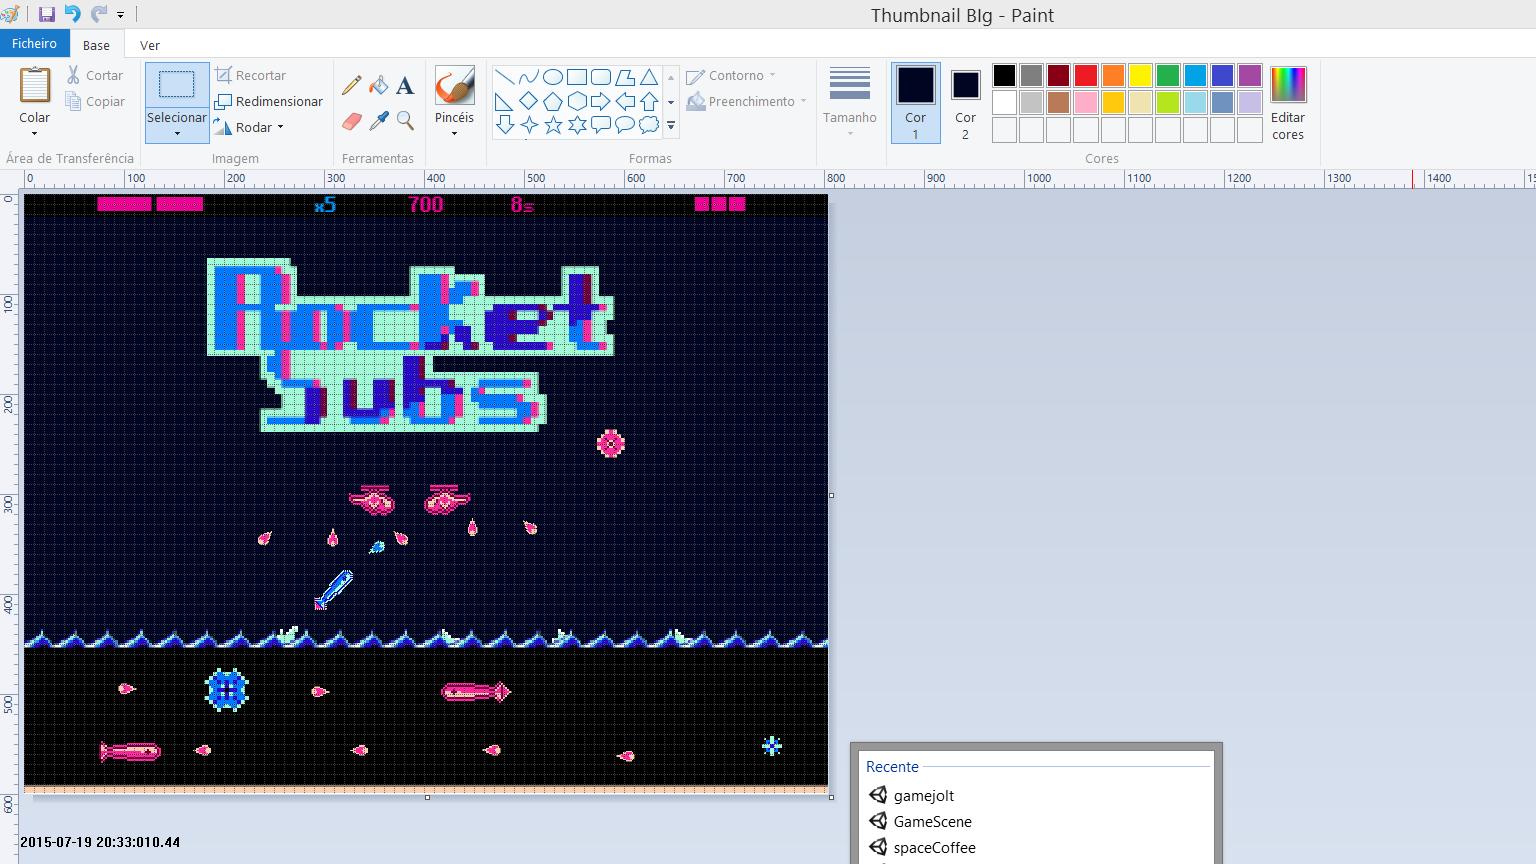 Thumbnail BIg - Paint
Ficheiro Base Ver
Colar
Cortar
Copiar
Área de Transferência
Selecionar
Recortar
Redimensionar
Rodar
Imagem
A
Ferramentas
Pincéis
Contorno
Preenchimento
Formas
Tamanho
Cor 1
Cor 2
Editar cores
Cores
0 100 200 300 400 500 600 700 800 900 1000 1100 1200 1300 1400
0
100
200
300
400
500
600
x5 700 8s
Rocket
Subs
Recente
gamejolt
GameScene
spaceCoffee
2015-07-19 20:33:010.44